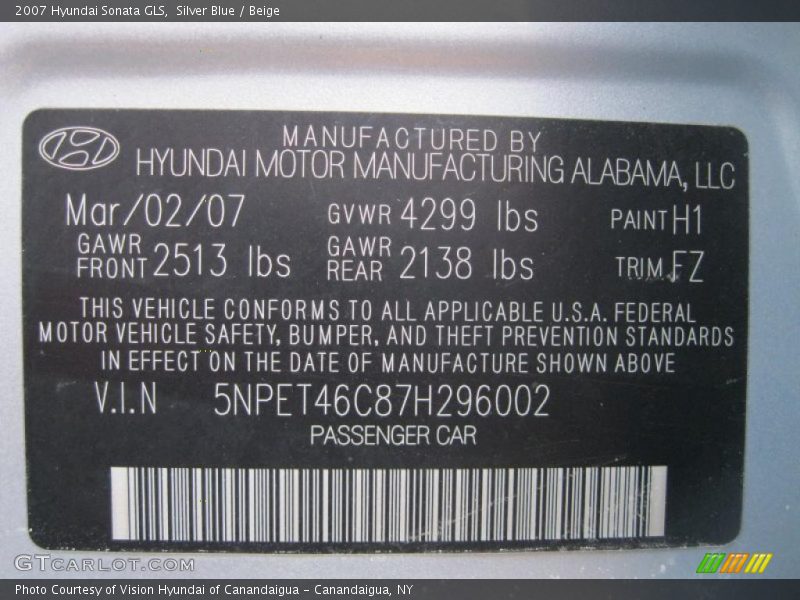 2007 Hyundai Sonata GLS, Silver Blue / Beige
MANUFACTURED BY
HYUNDAI MOTOR MANUFACTURING ALABAMA, LLC
Mar/02/07 GVWR 4299 lbs PAINT H1
GAWR FRONT 2513 lbs GAWR REAR 2138 lbs TRIM FZ
THIS VEHICLE CONFORMS TO ALL APPLICABLE U.S.A. FEDERAL
MOTOR VEHICLE SAFETY, BUMPER, AND THEFT PREVENTION STANDARDS
IN EFFECT ON THE DATE OF MANUFACTURE SHOWN ABOVE
V.I.N 5NPET46C87H296002
PASSENGER CAR
GTCARLOT.COM
Photo Courtesy of Vision Hyundai of Canandaigua - Canandaigua, NY